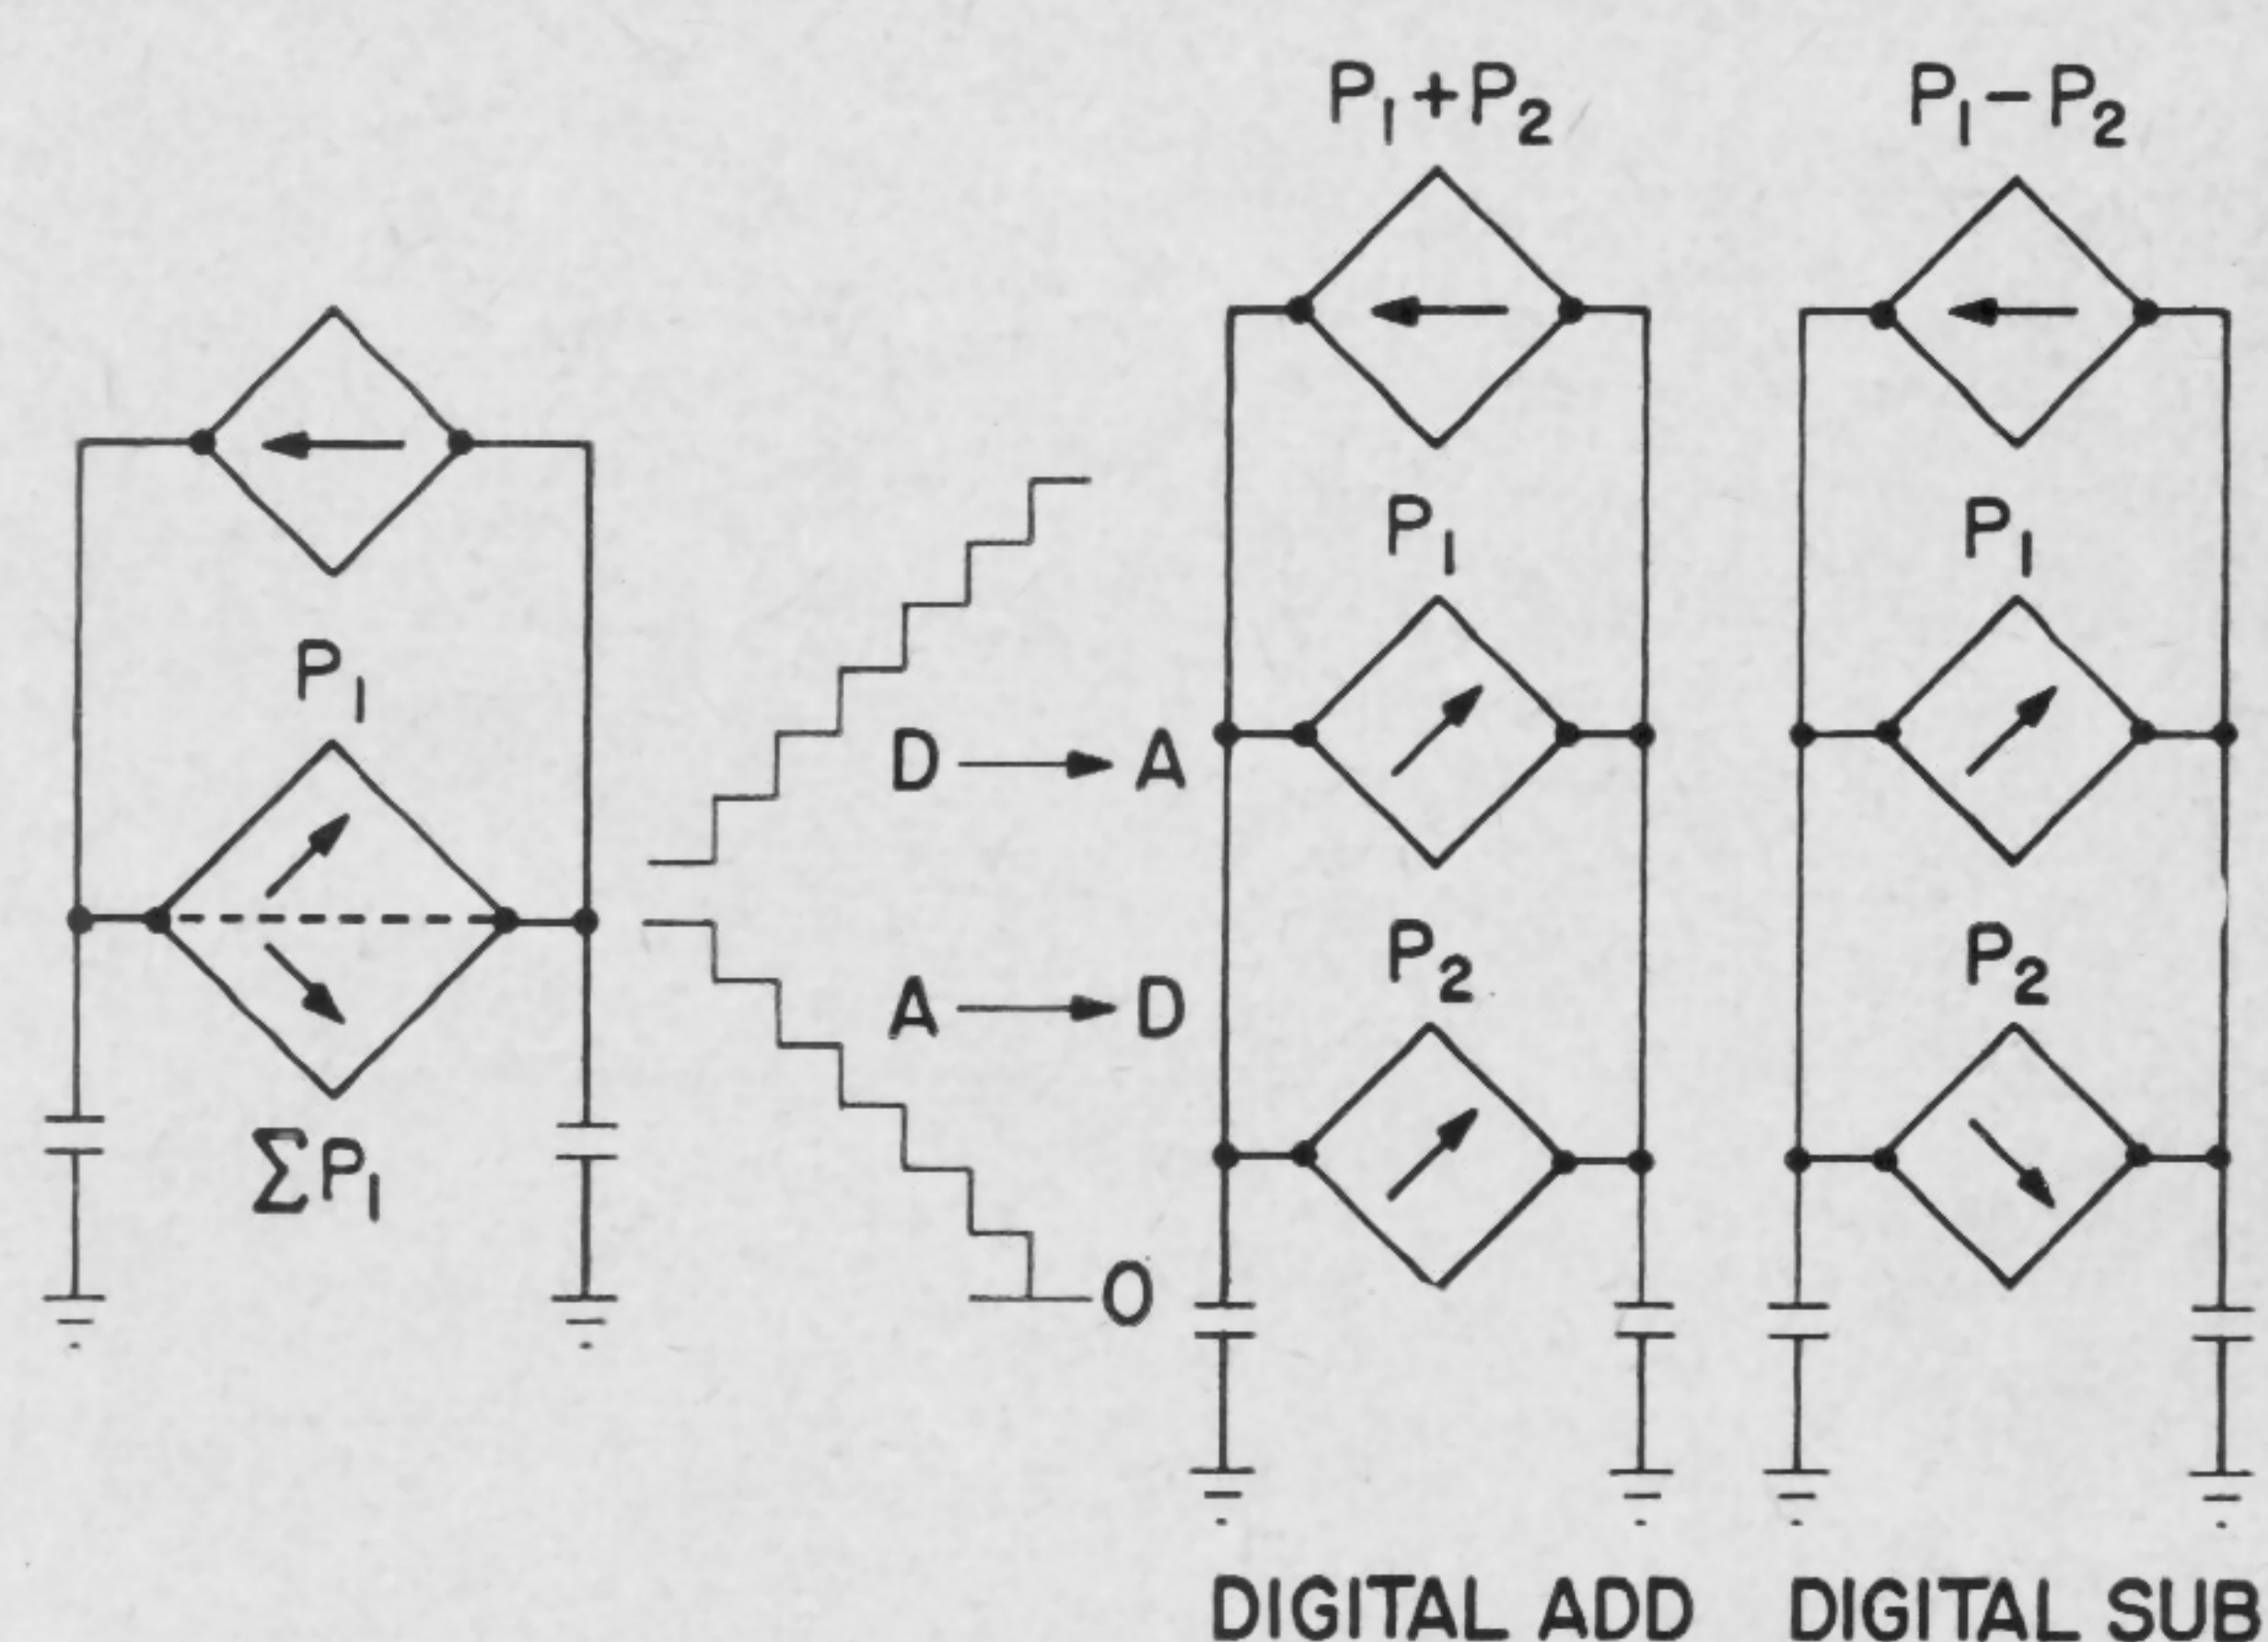 P₁+P₂
P₁−P₂
P₁
P₁
P₁
D → A
P₂
P₂
A → D
ΣP₁
0
DIGITAL ADD
DIGITAL SUB